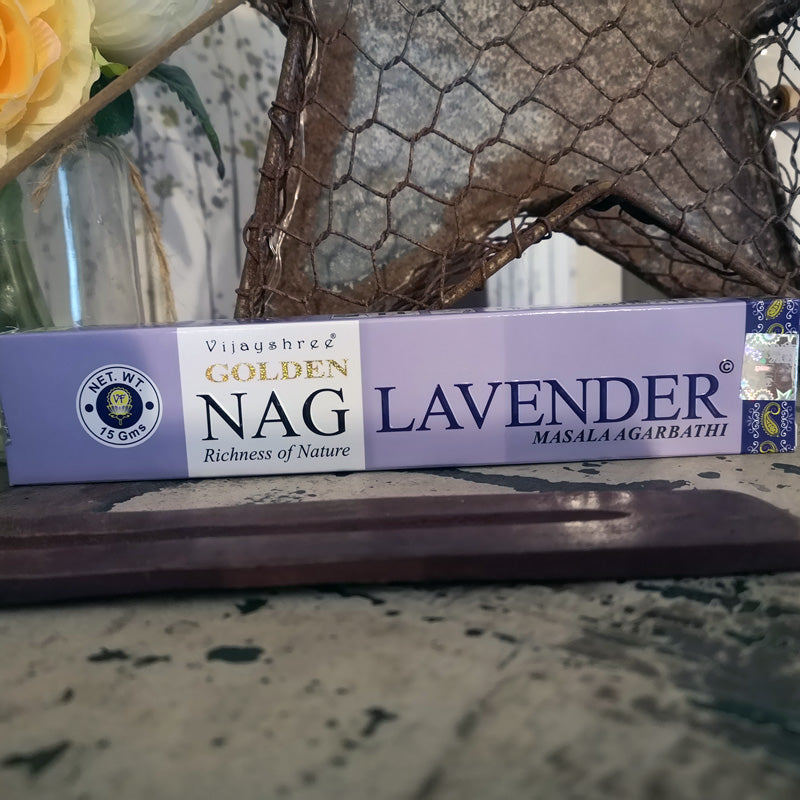 NET. WT.
VF
15 Gms
Vijayshree®
GOLDEN
NAG
Richness of Nature
LAVENDER©
MASALA AGARBATHI